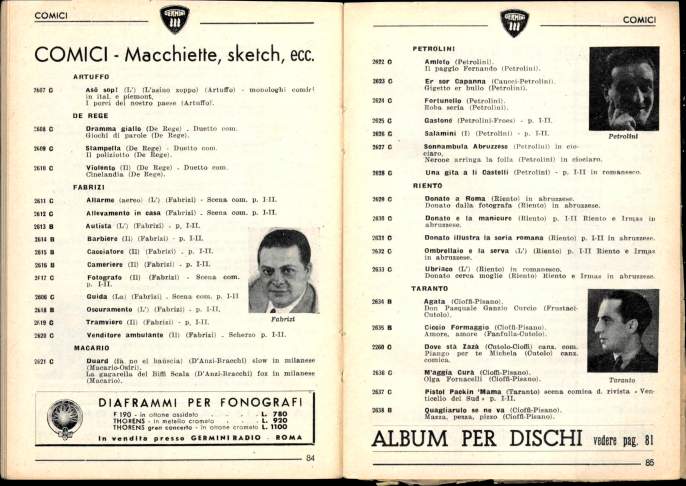 COMICI
GERMINI
COMICI - Macchiette, sketch, ecc.
ARTUFFO
2607 C Asö sop! (L') (L'asino zoppo) (Artuffo) - monologhi comici
in ital. e piemont.
I porci del nostro paese (Artuffo).
DE REGE
2608 C Dramma giallo (De Rege) . Duetto com.
Giochi di parole (De Rege).
2609 C Stampella (De Rege) - Duetto com.
Il poliziotto (De Rege).
2610 C Violento (Il) (De Rege) - Duetto com.
Cinelandia (De Rege).
FABRIZI
2611 C Allarme (aereo) (L') (Fabrizi) - Scena com. p. I-II.
2612 C Allevamento in casa (Fabrizi) . Scena com. p. I-II.
2613 B Autista (L') (Fabrizi) - p. I-II.
2614 B Barbiere (Il) (Fabrizi) - p. I-II.
2615 B Cacciatore (Il) (Fabrizi) . p. I-II.
2616 B Cameriere (Il) (Fabrizi) - p. I-II.
2617 C Fotografo (Il) (Fabrizi) - Scena com.
p. I-II.
2606 C Guida (La) (Fabrizi) . Scena com. p. I-II
2618 B Oscuramento (L') (Fabrizi) - p. I-II.
2619 C Tramviere (Il) (Fabrizi) - p. I-II.
2620 C Venditore ambulante (Il) (Fabrizi) . Scherzo p. I-II.
Fabrizi
MACARIO
2621 C Duard (fà no el baüscia) (D'Anzi-Bracchi) slow in milanese
(Macario-Osiri).
La gagarella del Biffi Scala (D'Anzi-Bracchi) fox in milanese
(Macario).
DIAFRAMMI PER FONOGRAFI
F 190 - in ottone ossidato L. 780
THORENS - in metallo cromato L. 920
THORENS gran concerto - in ottone cromato L. 1100
In vendita presso GERMINIRADIO - ROMA
84
GERMINI
COMICI
PETROLINI
2622 C Amleto (Petrolini).
Il paggio Fernando (Petrolini).
2623 C Er sor Capanna (Caucci-Petrolini).
Gigetto er bullo (Petrolini).
2624 C Fortunello (Petrolini).
Roba seria (Petrolini).
2625 C Gastone (Petrolini-Froes) - p. I-II.
2626 C Salamini (I) (Petrolini) - p. I-II.
2627 C Sonnambula Abruzzese (Petrolini) in cio-
ciaro.
Nerone arringa la folla (Petrolini) in ciociaro.
2628 C Una gita a li Castelli (Petrolini) - p. I-II in romanesco.
Petrolini
RIENTO
2629 C Donato a Roma (Riento) in abruzzese.
Donato dalla fotografa (Riento) in abruzzese.
2630 C Donato e la manicure (Riento) p. I-II Riento e Irmas in
abruzzese.
2631 C Donato illustra la soria romana (Riento) p. I-II in abruzzese.
2632 C Ombrellaio e la serva (L') (Riento) p. I-II Riento e Irmas
in abruzzese.
2633 C Ubriaco (L') (Riento) in romanesco.
Donato cerca moglie (Riento) Riento e Irmas in abruzzese.
TARANTO
2634 B Agata (Cioffi-Pisano).
Don Pasquale Ganzio Curcio (Frustaci-
Cutolo).
2635 B Ciccio Formaggio (Cioffi-Pisano).
Amore, amore (Fanfulla-Cutolo).
2260 C Dove stà Zazà (Cutolo-Cioffi) canz. com.
Piango per te Michela (Cutolo) canz.
comica.
2636 C M'aggia Curà (Cioffi-Pisano).
Olga Fornacelli (Cioffi-Pisano).
2637 C Pistol Packin 'Mama (Taranto) scena comica d. rivista - Ven-
ticello del Sud - p. I-II.
2638 B Quagliarulo se ne va (Cioffi-Pisano).
Mazza, pezza, pizzo (Cioffi-Pisano).
Taranto
ALBUM PER DISCHI vedere pag. 81
85